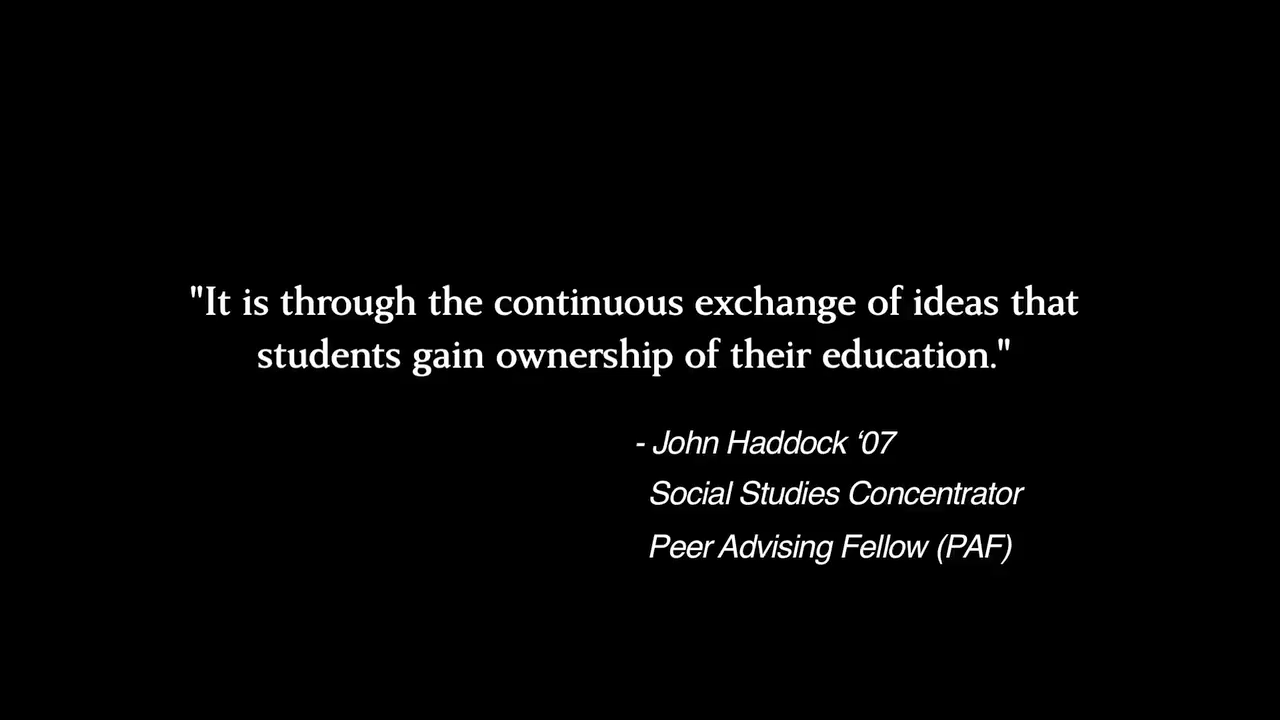 "It is through the continuous exchange of ideas that
students gain ownership of their education."
- John Haddock ‘07
Social Studies Concentrator
Peer Advising Fellow (PAF)